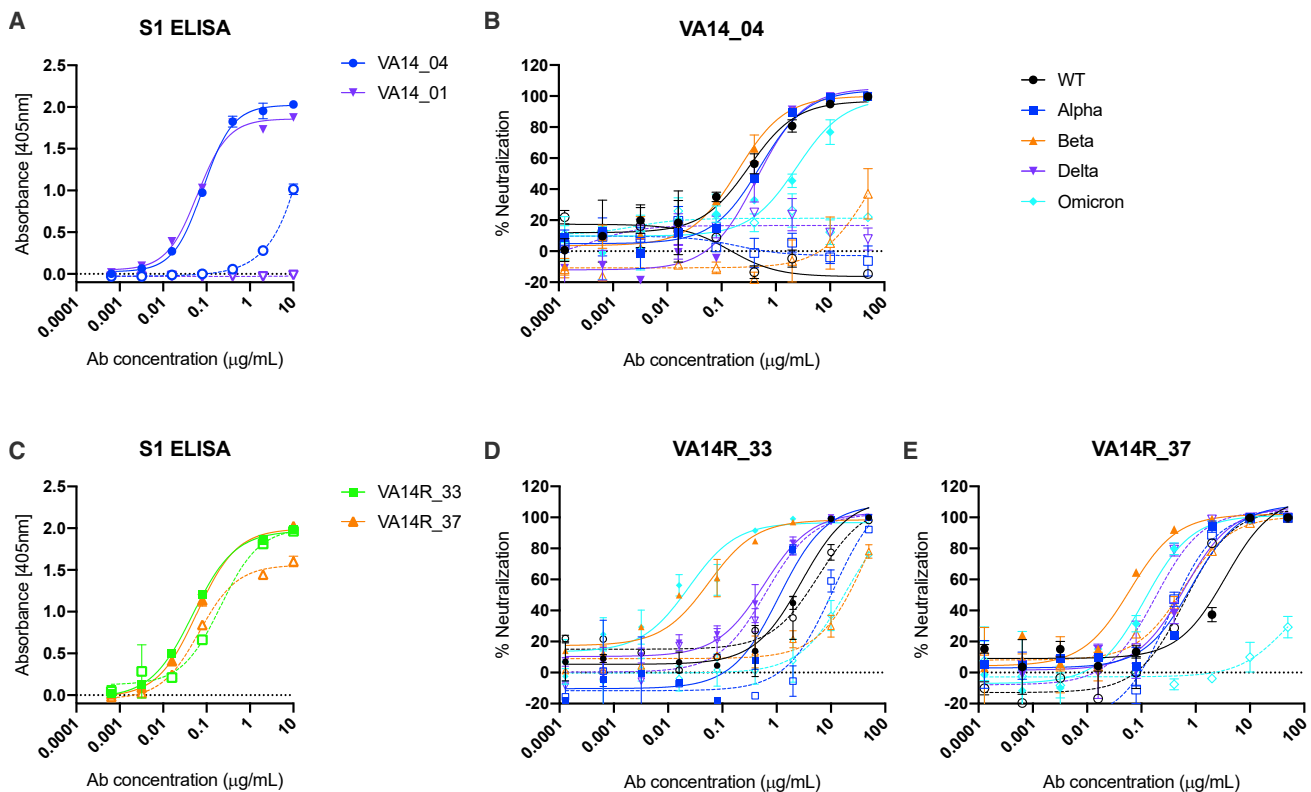 A
S1 ELISA
Absorbance [405nm]
2.5
2.0
1.5
1.0
0.5
0.0
0.0001
0.001
0.01
0.1
1
10
Ab concentration (μg/mL)
VA14_04
VA14_01
B
VA14_04
% Neutralization
120
100
80
60
40
20
0
-20
0.0001
0.001
0.01
0.1
1
10
100
Ab concentration (μg/mL)
WT
Alpha
Beta
Delta
Omicron
C
S1 ELISA
Absorbance [405nm]
2.5
2.0
1.5
1.0
0.5
0.0
0.0001
0.001
0.01
0.1
1
10
Ab concentration (μg/mL)
VA14R_33
VA14R_37
D
VA14R_33
% Neutralization
120
100
80
60
40
20
0
-20
0.0001
0.001
0.01
0.1
1
10
100
Ab concentration (μg/mL)
E
VA14R_37
% Neutralization
120
100
80
60
40
20
0
-20
0.0001
0.001
0.01
0.1
1
10
100
Ab concentration (μg/mL)